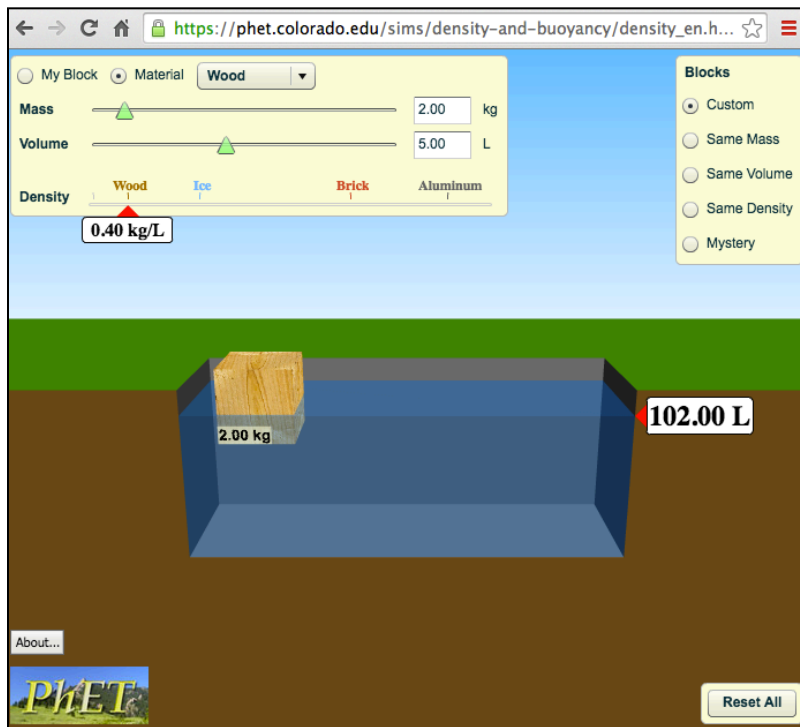 https://phet.colorado.edu/sims/density-and-buoyancy/density_en.h...
My Block Material Wood
Mass 2.00 kg
Volume 5.00 L
Density Wood Ice Brick Aluminum
0.40 kg/L
Blocks
Custom
Same Mass
Same Volume
Same Density
Mystery
2.00 kg
102.00 L
About...
PhET
Reset All